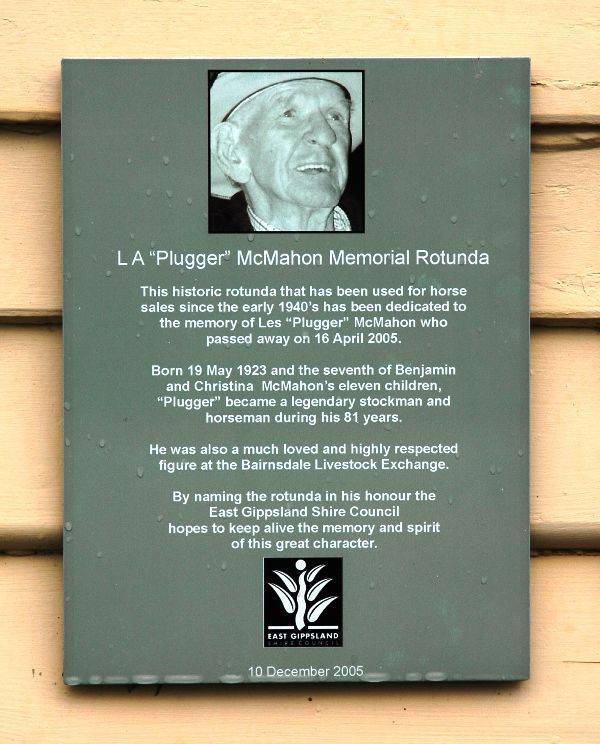 L A “Plugger” McMahon Memorial Rotunda
This historic rotunda that has been used for horse
sales since the early 1940's has been dedicated to
the memory of Les “Plugger” McMahon who
passed away on 16 April 2005.
Born 19 May 1923 and the seventh of Benjamin
and Christina McMahon's eleven children,
“Plugger” became a legendary stockman and
horseman during his 81 years.
He was also a much loved and highly respected
figure at the Bairnsdale Livestock Exchange.
By naming the rotunda in his honour the
East Gippsland Shire Council
hopes to keep alive the memory and spirit
of this great character.
EAST GIPPSLAND
SHIRE COUNCIL
10 December 2005